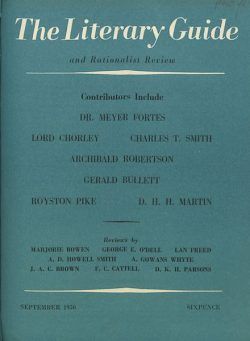 The Literary Guide
and Rationalist Review
Contributors Include
DR. MEYER FORTES
LORD CHORLEY CHARLES T. SMITH
ARCHIBALD ROBERTSON
GERALD BULLETT
ROYSTON PIKE D. H. H. MARTIN
Reviews by
MARJORIE BOWEN GEORGE E. O'DELL LAN FREED
A. D. HOWELL SMITH A. GOWANS WHYTE
J. A. C. BROWN F. C. CATTELL D. K. H. PARSONS
SEPTEMBER 1950 SIXPENCE